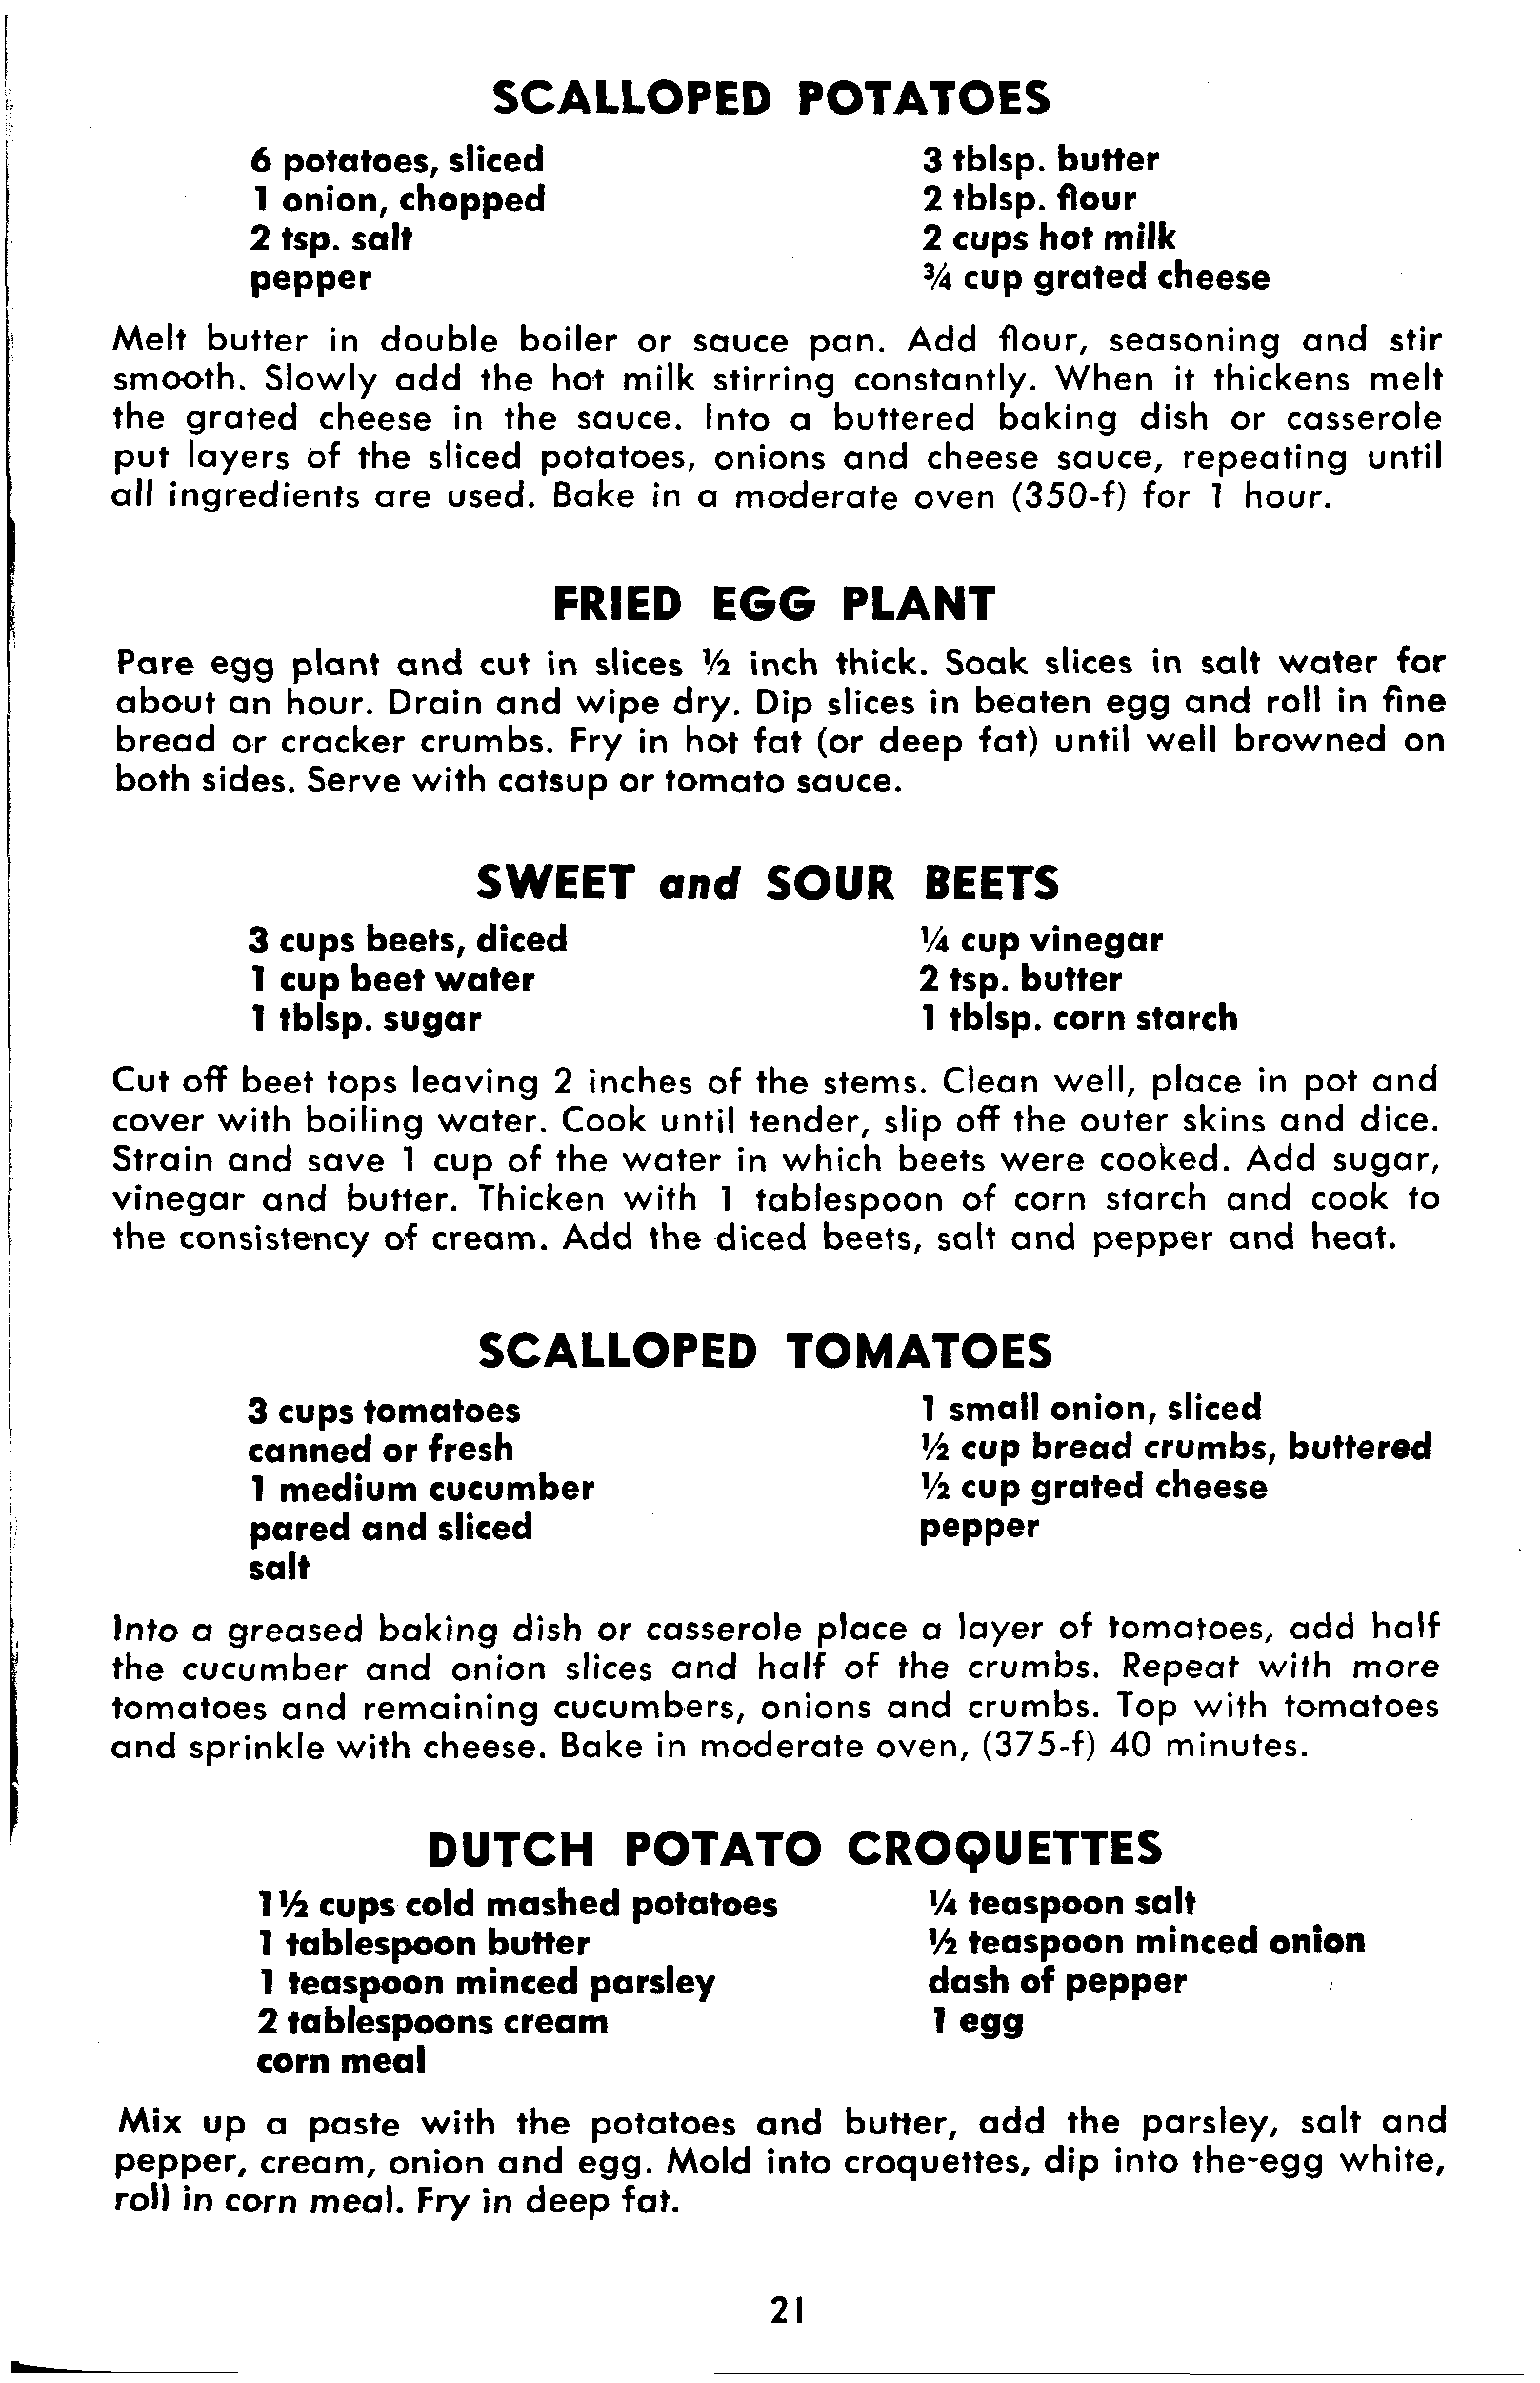 SCALLOPED POTATOES
6 potatoes, sliced
1 onion, chopped
2 tsp. salt
pepper
3 tblsp. butter
2 tblsp. flour
2 cups hot milk
¾ cup grated cheese
Melt butter in double boiler or sauce pan. Add flour, seasoning and stir
smooth. Slowly add the hot milk stirring constantly. When it thickens melt
the grated cheese in the sauce. Into a buttered baking dish or casserole
put layers of the sliced potatoes, onions and cheese sauce, repeating until
all ingredients are used. Bake in a moderate oven (350-f) for 1 hour.
FRIED EGG PLANT
Pare egg plant and cut in slices ½ inch thick. Soak slices in salt water for
about an hour. Drain and wipe dry. Dip slices in beaten egg and roll in fine
bread or cracker crumbs. Fry in hot fat (or deep fat) until well browned on
both sides. Serve with catsup or tomato sauce.
SWEET and SOUR BEETS
3 cups beets, diced
1 cup beet water
1 tblsp. sugar
¼ cup vinegar
2 tsp. butter
1 tblsp. corn starch
Cut off beet tops leaving 2 inches of the stems. Clean well, place in pot and
cover with boiling water. Cook until tender, slip off the outer skins and dice.
Strain and save 1 cup of the water in which beets were cooked. Add sugar,
vinegar and butter. Thicken with 1 tablespoon of corn starch and cook to
the consistency of cream. Add the diced beets, salt and pepper and heat.
SCALLOPED TOMATOES
3 cups tomatoes
canned or fresh
1 medium cucumber
pared and sliced
salt
1 small onion, sliced
½ cup bread crumbs, buttered
½ cup grated cheese
pepper
Into a greased baking dish or casserole place a layer of tomatoes, add half
the cucumber and onion slices and half of the crumbs. Repeat with more
tomatoes and remaining cucumbers, onions and crumbs. Top with tomatoes
and sprinkle with cheese. Bake in moderate oven, (375-f) 40 minutes.
DUTCH POTATO CROQUETTES
1½ cups cold mashed potatoes
1 tablespoon butter
1 teaspoon minced parsley
2 tablespoons cream
corn meal
¼ teaspoon salt
½ teaspoon minced onion
dash of pepper
1 egg
Mix up a paste with the potatoes and butter, add the parsley, salt and
pepper, cream, onion and egg. Mold into croquettes, dip into the-egg white,
roll in corn meal. Fry in deep fat.
21